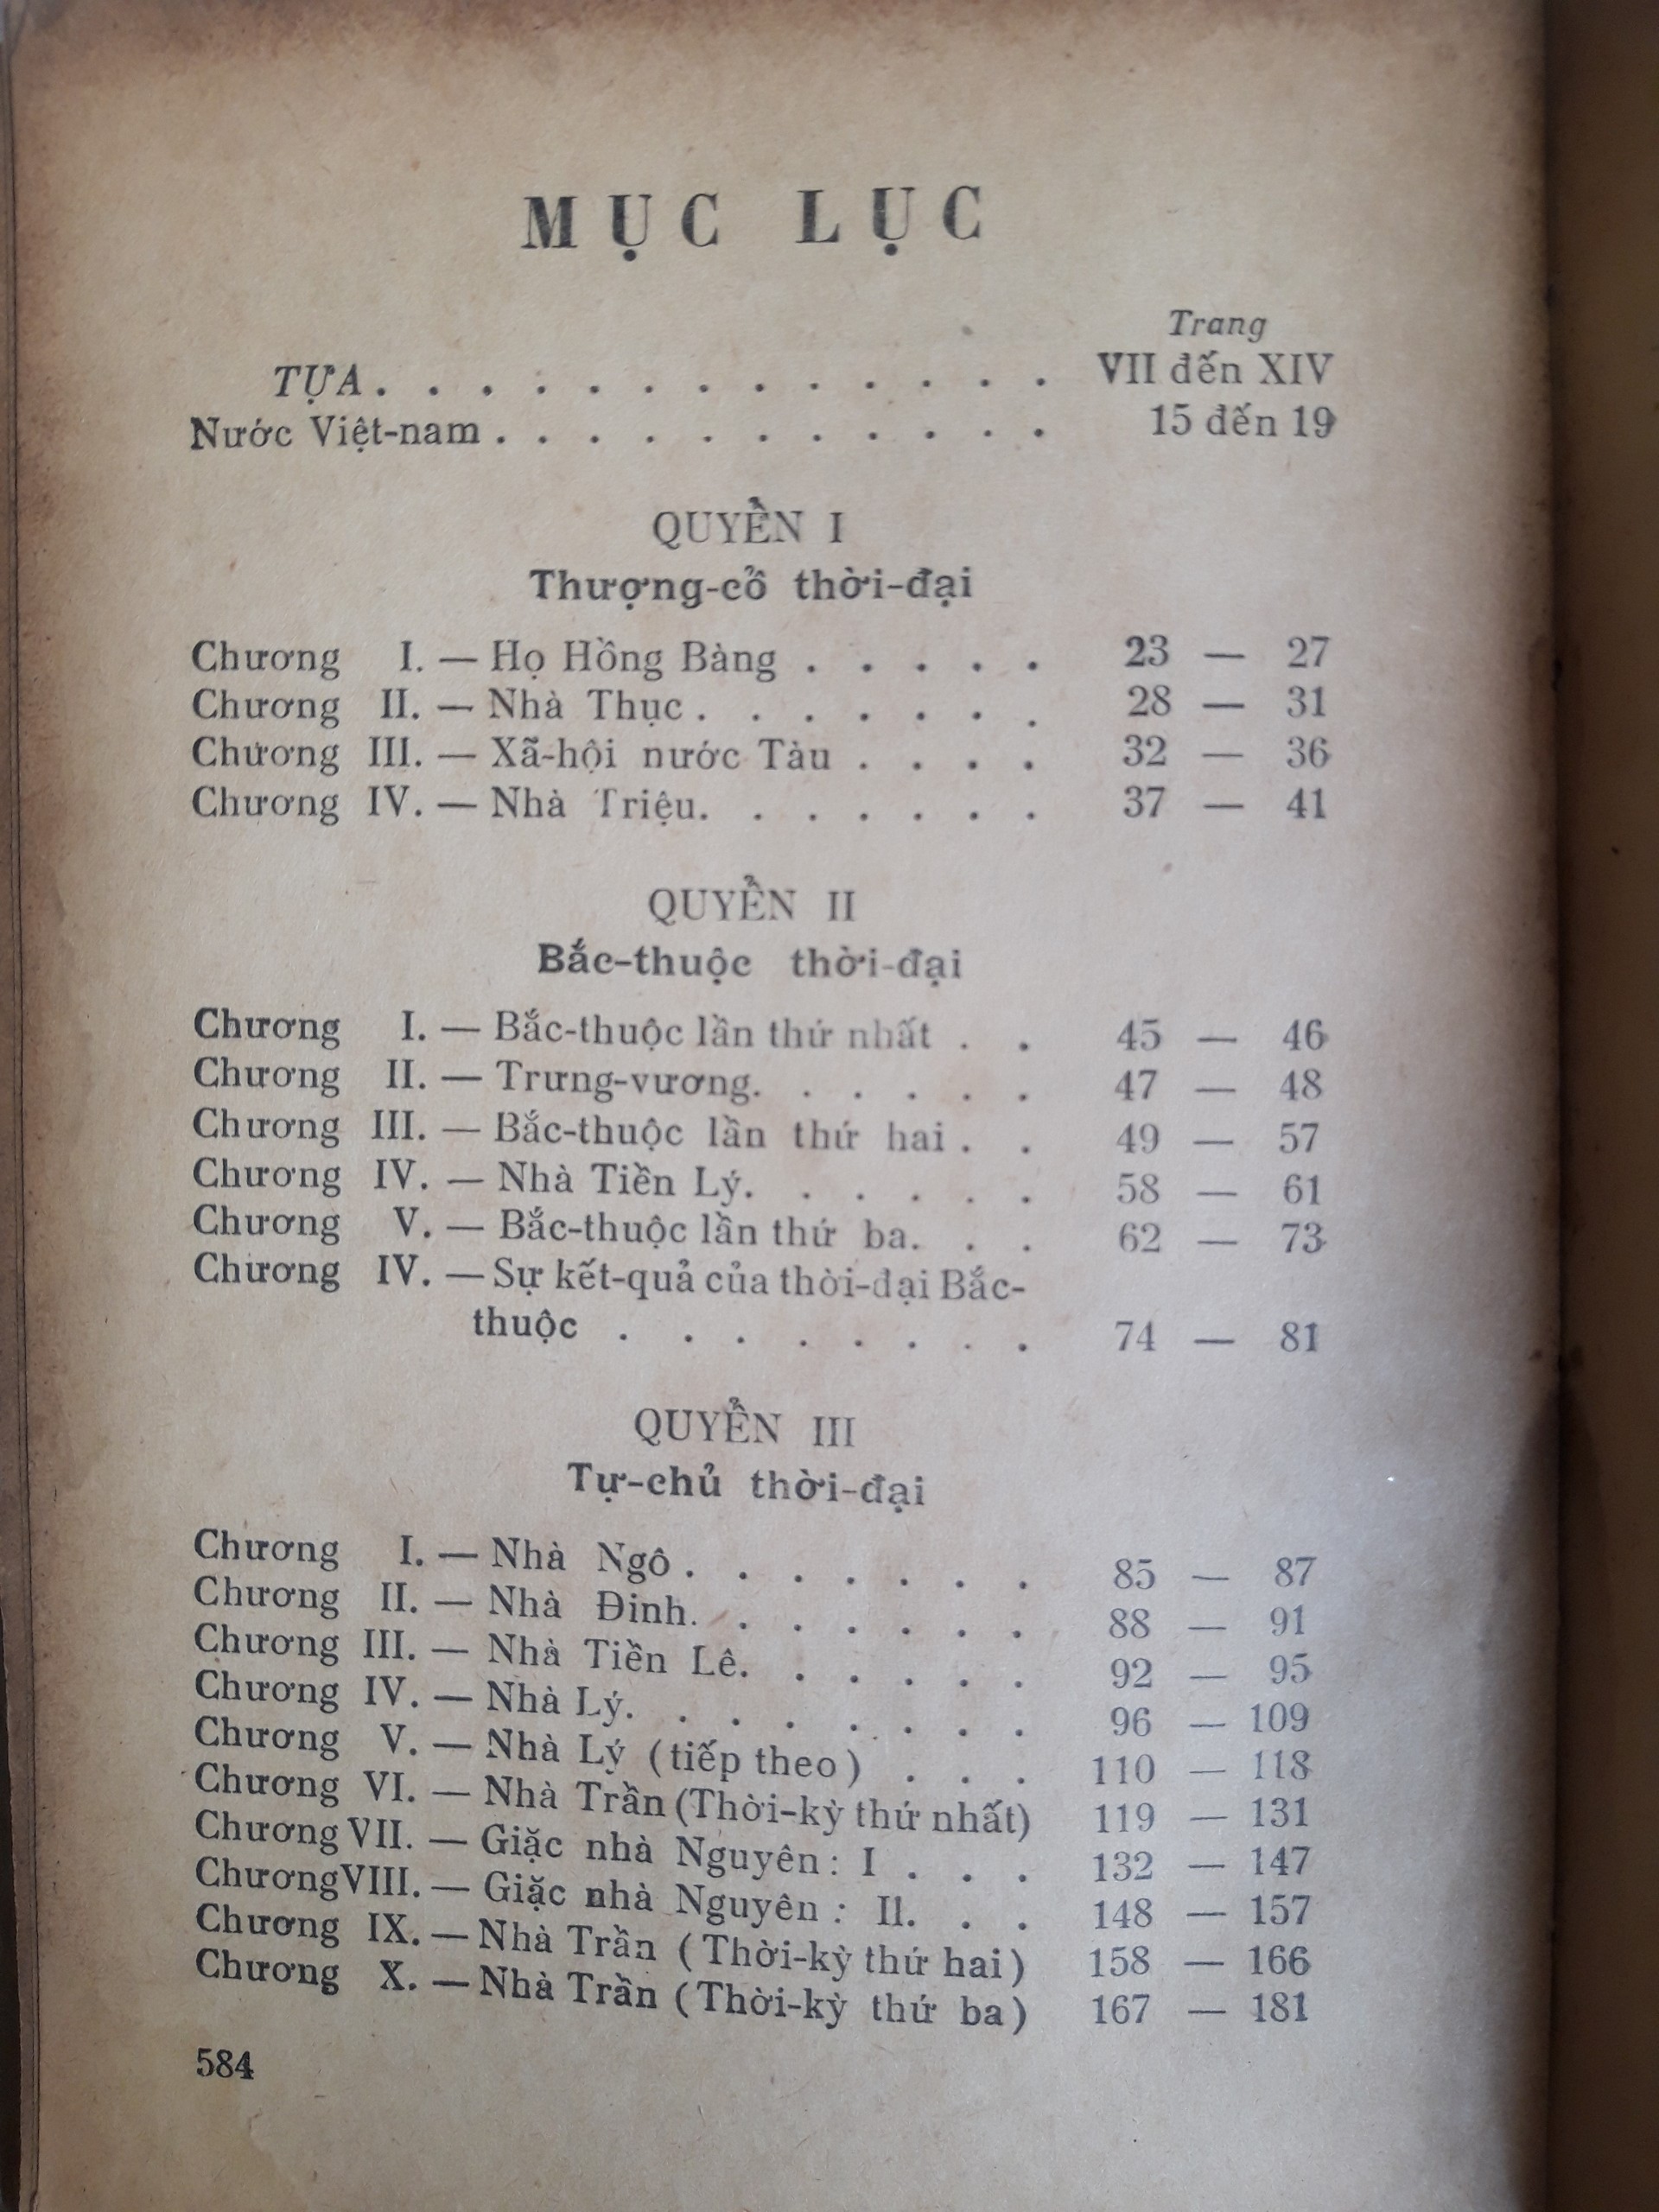 MỤC LỤC
Trang
TỰA . . . . . . . . . . . . . VII đến XIV
Nước Việt-nam . . . . . . . . . . . 15 đến 19
QUYỀN I
Thượng-cổ thời-đại
Chương I. — Họ Hồng Bàng . . . . . 23 — 27
Chương II. — Nhà Thục . . . . . . . 28 — 31
Chương III. — Xã-hội nước Tàu . . . . 32 — 36
Chương IV. — Nhà Triệu . . . . . . . 37 — 41
QUYỂN II
Bắc-thuộc thời-đại
Chương I. — Bắc-thuộc lần thứ nhất . . 45 — 46
Chương II. — Trưng-vương . . . . . . 47 — 48
Chương III. — Bắc-thuộc lần thứ hai . . 49 — 57
Chương IV. — Nhà Tiền Lý . . . . . . 58 — 61
Chương V. — Bắc-thuộc lần thứ ba . . . 62 — 73
Chương IV. — Sự kết-quả của thời-đại Bắc-
thuộc . . . . . . . . 74 — 81
QUYỂN III
Tự-chủ thời-đại
Chương I. — Nhà Ngô . . . . . . . 85 — 87
Chương II. — Nhà Đinh . . . . . . . 88 — 91
Chương III. — Nhà Tiền Lê . . . . . . 92 — 95
Chương IV. — Nhà Lý . . . . . . . . 96 — 109
Chương V. — Nhà Lý (tiếp theo) . . . 110 — 118
Chương VI. — Nhà Trần (Thời-kỳ thứ nhất) 119 — 131
Chương VII. — Giặc nhà Nguyên : I . . . 132 — 147
Chương VIII. — Giặc nhà Nguyên : II . . . 148 — 157
Chương IX. — Nhà Trần (Thời-kỳ thứ hai) 158 — 166
Chương X. — Nhà Trần (Thời-kỳ thứ ba) 167 — 181
584